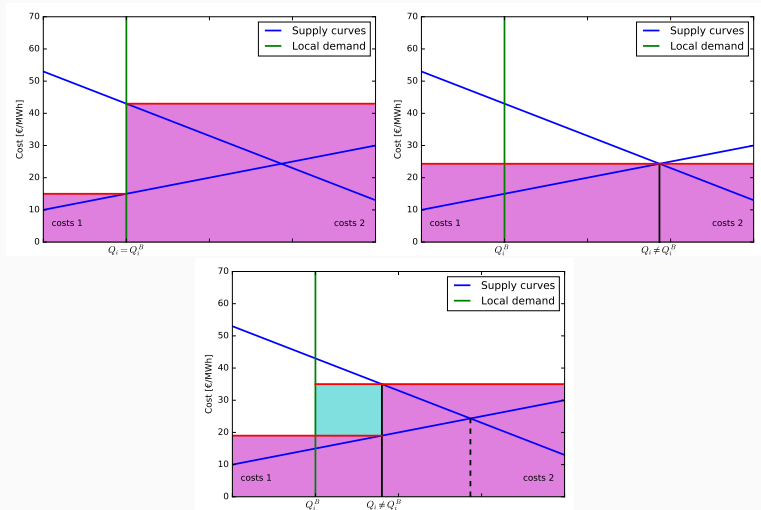 70
60
50
40
30
20
10
0
Cost [€/MWh]
Supply curves
Local demand
costs 1
costs 2
Q_i = Q_i^B
70
60
50
40
30
20
10
0
Cost [€/MWh]
Supply curves
Local demand
costs 1
costs 2
Q_i^B
Q_i ≠ Q_i^B
70
60
50
40
30
20
10
0
Cost [€/MWh]
Supply curves
Local demand
costs 1
costs 2
Q_i^B
Q_i ≠ Q_i^B